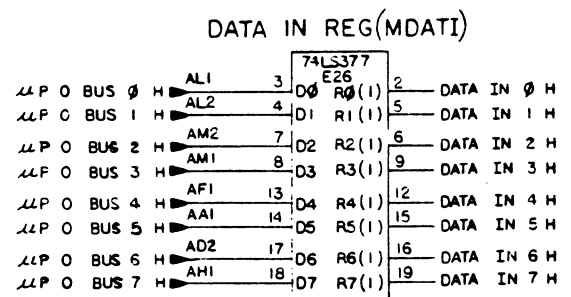 DATA IN REG(MDATI)
74LS377
E26
µP O BUS Ø H AL1 3 DØ RØ(1) 2 DATA IN Ø H
µP O BUS 1 H AL2 4 D1 R1(1) 5 DATA IN 1 H
µP O BUS 2 H AM2 7 D2 R2(1) 6 DATA IN 2 H
µP O BUS 3 H AM1 8 D3 R3(1) 9 DATA IN 3 H
µP O BUS 4 H AF1 13 D4 R4(1) 12 DATA IN 4 H
µP O BUS 5 H AA1 14 D5 R5(1) 15 DATA IN 5 H
µP O BUS 6 H AD2 17 D6 R6(1) 16 DATA IN 6 H
µP O BUS 7 H AH1 18 D7 R7(1) 19 DATA IN 7 H